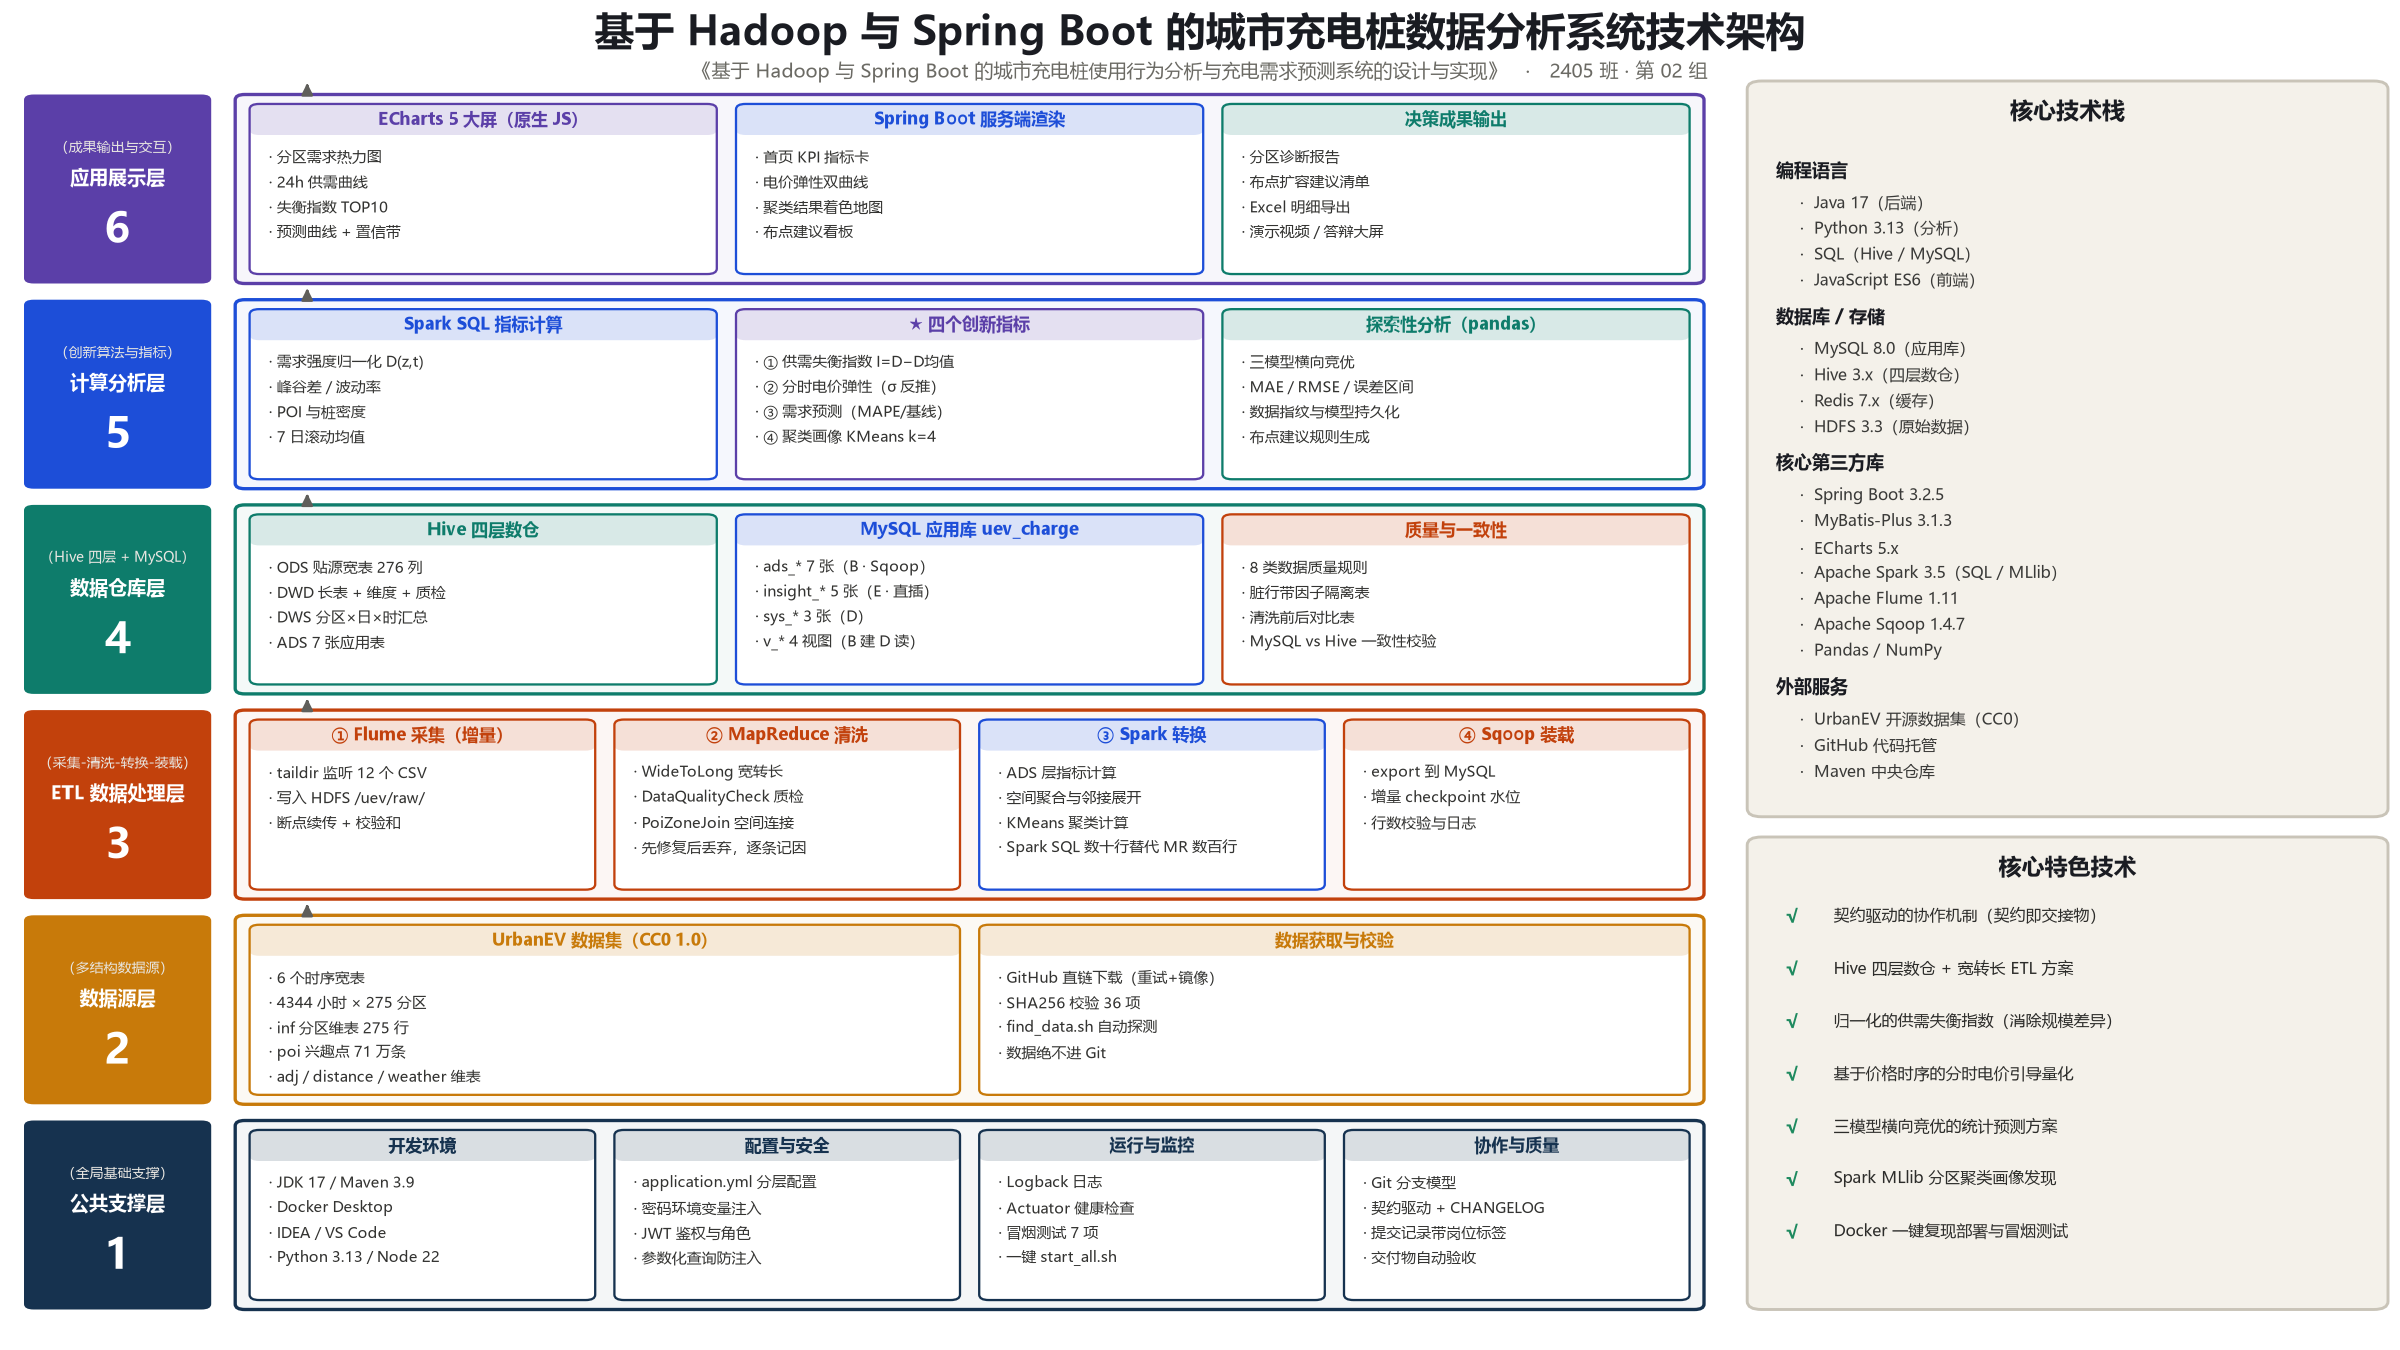 基于 Hadoop 与 Spring Boot 的城市充电桩数据分析系统技术架构
《基于 Hadoop 与 Spring Boot 的城市充电桩使用行为分析与充电需求预测系统的设计与实现》 · 2405 班 · 第 02 组
（成果输出与交互）
应用展示层
6
ECharts 5 大屏（原生 JS）
· 分区需求热力图
· 24h 供需曲线
· 失衡指数 TOP10
· 预测曲线 + 置信带
Spring Boot 服务端渲染
· 首页 KPI 指标卡
· 电价弹性双曲线
· 聚类结果着色地图
· 布点建议看板
决策成果输出
· 分区诊断报告
· 布点扩容建议清单
· Excel 明细导出
· 演示视频 / 答辩大屏
（创新算法与指标）
计算分析层
5
Spark SQL 指标计算
· 需求强度归一化 D(z,t)
· 峰谷差 / 波动率
· POI 与桩密度
· 7 日滚动均值
★ 四个创新指标
· ① 供需失衡指数 I=D−D均值
· ② 分时电价弹性（σ 反推）
· ③ 需求预测（MAPE/基线）
· ④ 聚类画像 KMeans k=4
探索性分析（pandas）
· 三模型横向竞优
· MAE / RMSE / 误差区间
· 数据指纹与模型持久化
· 布点建议规则生成
（Hive 四层 + MySQL）
数据仓库层
4
Hive 四层数仓
· ODS 贴源宽表 276 列
· DWD 长表 + 维度 + 质检
· DWS 分区×日×时汇总
· ADS 7 张应用表
MySQL 应用库 uev_charge
· ads_* 7 张（B · Sqoop）
· insight_* 5 张（E · 直插）
· sys_* 3 张（D）
· v_* 4 视图（B 建 D 读）
质量与一致性
· 8 类数据质量规则
· 脏行带因子隔离表
· 清洗前后对比表
· MySQL vs Hive 一致性校验
（采集-清洗-转换-装载）
ETL 数据处理层
3
① Flume 采集（增量）
· taildir 监听 12 个 CSV
· 写入 HDFS /uev/raw/
· 断点续传 + 校验和
② MapReduce 清洗
· WideToLong 宽转长
· DataQualityCheck 质检
· PoiZoneJoin 空间连接
· 先修复后丢弃，逐条记因
③ Spark 转换
· ADS 层指标计算
· 空间聚合与邻接展开
· KMeans 聚类计算
· Spark SQL 数十行替代 MR 数百行
④ Sqoop 装载
· export 到 MySQL
· 增量 checkpoint 水位
· 行数校验与日志
（多结构数据源）
数据源层
2
UrbanEV 数据集（CC0 1.0）
· 6 个时序宽表
· 4344 小时 × 275 分区
· inf 分区维表 275 行
· poi 兴趣点 71 万条
· adj / distance / weather 维表
数据获取与校验
· GitHub 直链下载（重试+镜像）
· SHA256 校验 36 项
· find_data.sh 自动探测
· 数据绝不进 Git
（全局基础支撑）
公共支撑层
1
开发环境
· JDK 17 / Maven 3.9
· Docker Desktop
· IDEA / VS Code
· Python 3.13 / Node 22
配置与安全
· application.yml 分层配置
· 密码环境变量注入
· JWT 鉴权与角色
· 参数化查询防注入
运行与监控
· Logback 日志
· Actuator 健康检查
· 冒烟测试 7 项
· 一键 start_all.sh
协作与质量
· Git 分支模型
· 契约驱动 + CHANGELOG
· 提交记录带岗位标签
· 交付物自动验收
核心技术栈
编程语言
· Java 17（后端）
· Python 3.13（分析）
· SQL（Hive / MySQL）
· JavaScript ES6（前端）
数据库 / 存储
· MySQL 8.0（应用库）
· Hive 3.x（四层数仓）
· Redis 7.x（缓存）
· HDFS 3.3（原始数据）
核心第三方库
· Spring Boot 3.2.5
· MyBatis-Plus 3.1.3
· ECharts 5.x
· Apache Spark 3.5（SQL / MLlib）
· Apache Flume 1.11
· Apache Sqoop 1.4.7
· Pandas / NumPy
外部服务
· UrbanEV 开源数据集（CC0）
· GitHub 代码托管
· Maven 中央仓库
核心特色技术
√ 契约驱动的协作机制（契约即交接物）
√ Hive 四层数仓 + 宽转长 ETL 方案
√ 归一化的供需失衡指数（消除规模差异）
√ 基于价格时序的分时电价引导量化
√ 三模型横向竞优的统计预测方案
√ Spark MLlib 分区聚类画像发现
√ Docker 一键复现部署与冒烟测试